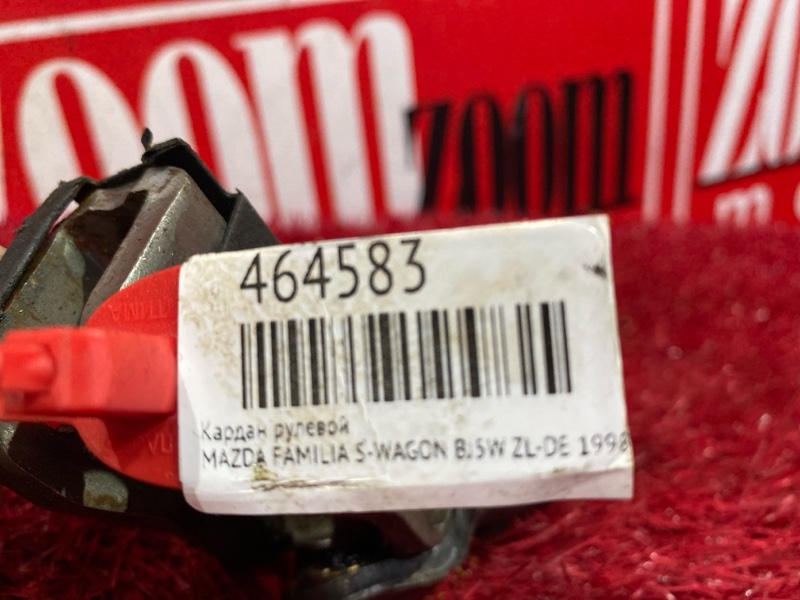 zoom
zoom
464583
Кардан рулевой
MAZDA FAMILIA S-WAGON BJ5W ZL-DE 1998